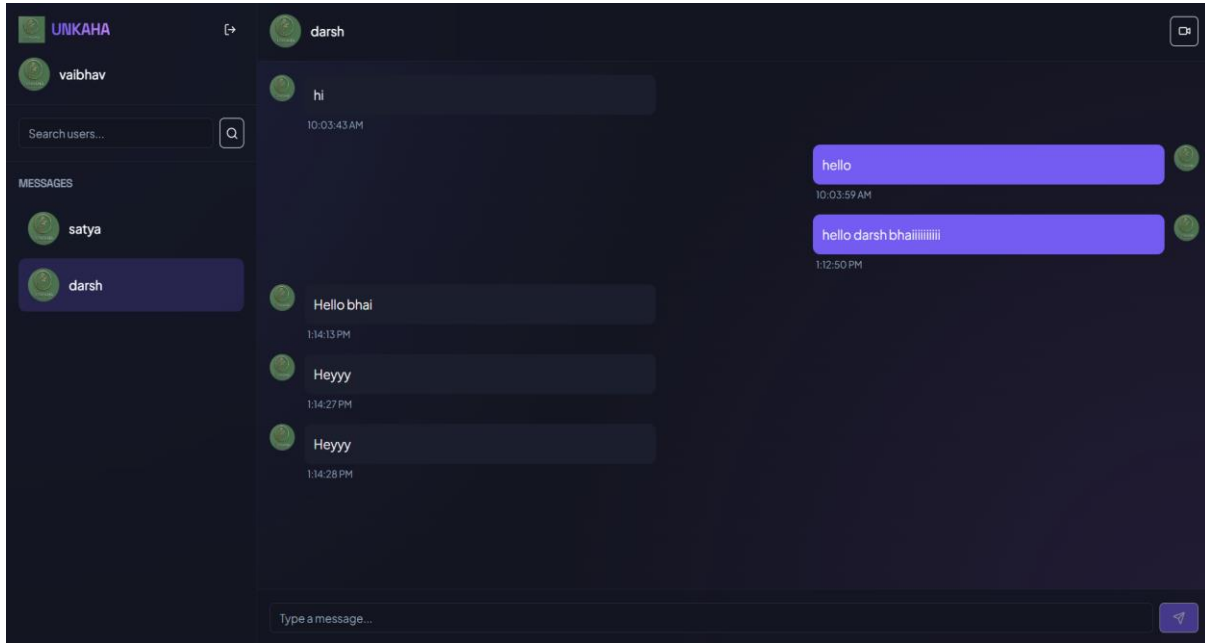 UNKAHA
vaibhav
Search users...
MESSAGES
satya
darsh
darsh
hi
10:03:43 AM
hello
10:03:59 AM
hello darsh bhaiiiiiiiiii
1:12:50 PM
Hello bhai
1:14:13 PM
Heyyy
1:14:27 PM
Heyyy
1:14:28 PM
Type a message...